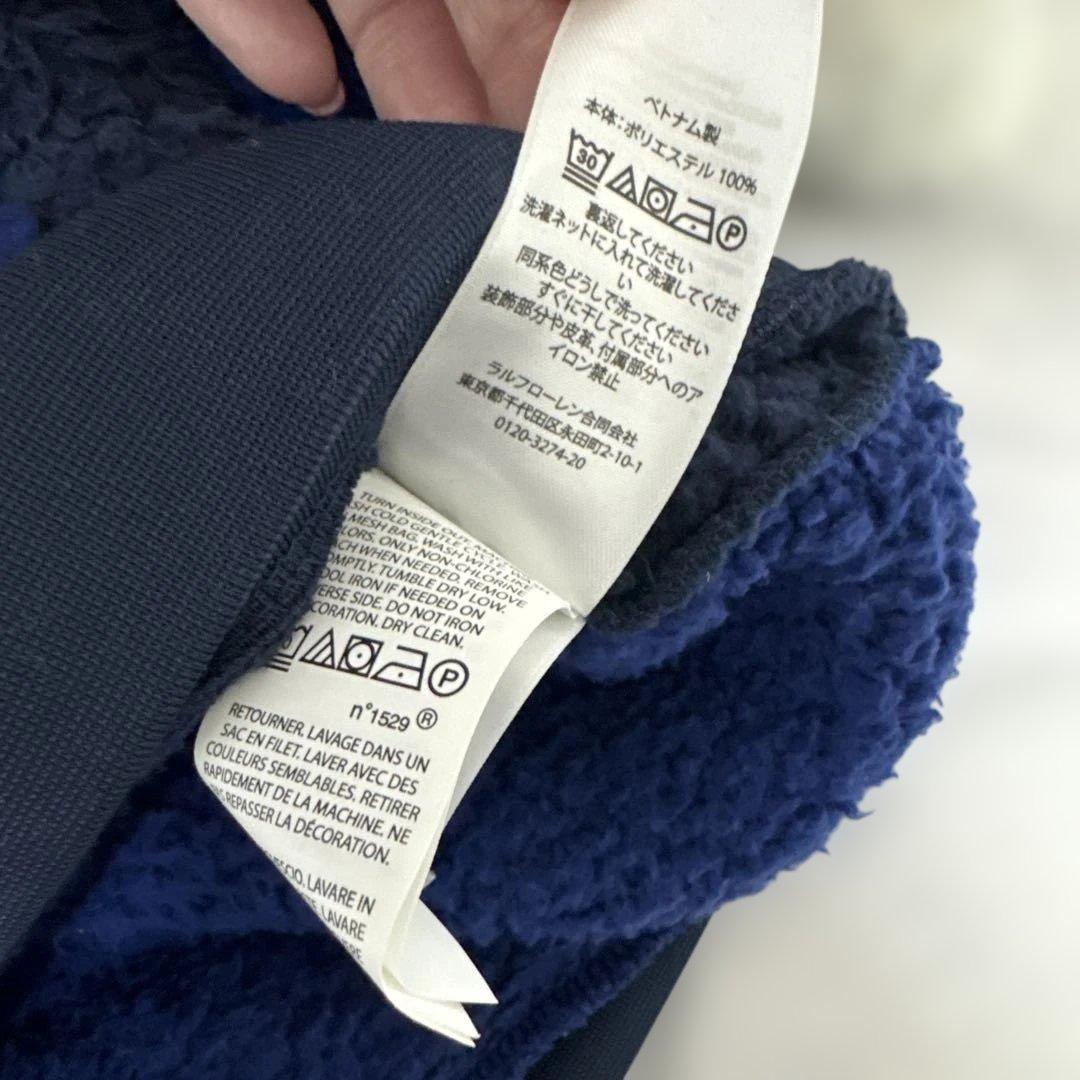 ベトナム製
本体：ポリエステル 100%
30
P
裏返してください
洗濯ネットに入れて洗濯してくださ
い
同系色どうしで洗ってください
すぐに干してください
装飾部分や皮革、付属部分へのア
イロン禁止
ラルフローレン合同会社
東京都千代田区永田町2-10-1
0120-3274-20
TURN INSIDE OUT.
COLD GENTLE CYCLE.
MESH BAG. WASH WITH LIKE
ONLY NON-CHLORINE
WHEN NEEDED. REMOVE
TUMBLE DRY LOW.
IRON IF NEEDED ON
SIDE. DO NOT IRON
DRY CLEAN.
P
n°1529 ®
RETOURNER. LAVAGE DANS UN
SAC EN FILET. LAVER AVEC DES
COULEURS SEMBLABLES. RETIRER
RAPIDEMENT DE LA MACHINE. NE
REPASSER LA DÉCORATION.
LAVARE IN
LAVARE